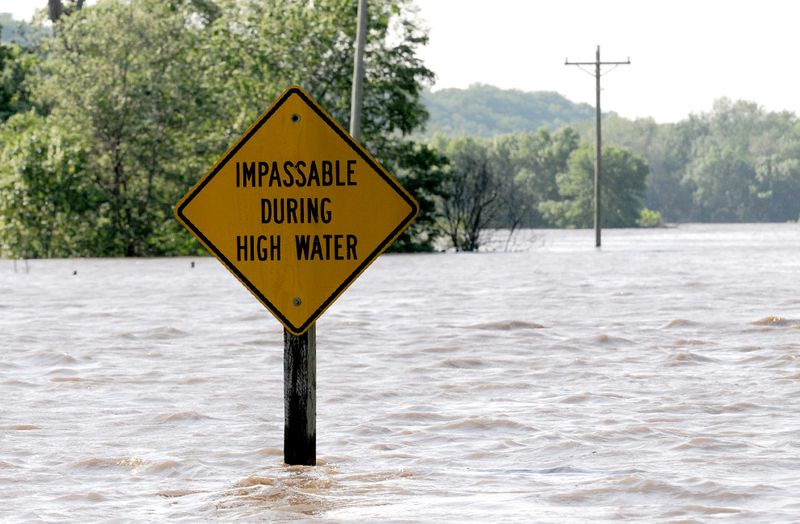 IMPASSABLE
DURING
HIGH WATER